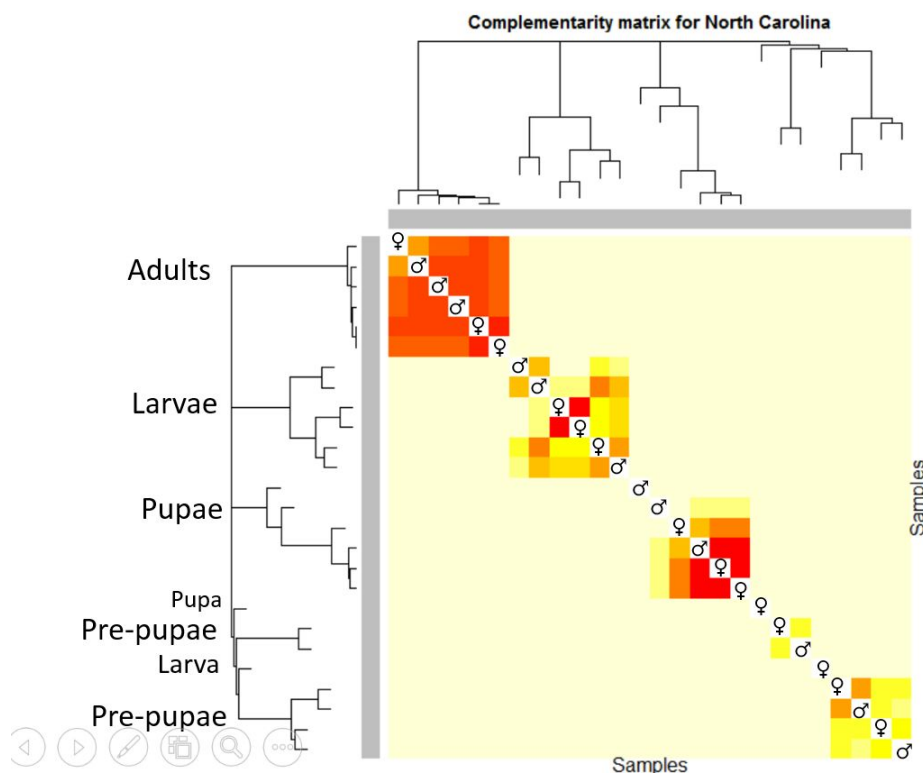 Complementarity matrix for North Carolina
Adults
Larvae
Pupae
Pupa
Pre-pupae
Larva
Pre-pupae
Samples
Samples
♀
♂
♂
♂
♀
♀
♂
♂
♀
♀
♀
♂
♂
♂
♀
♂
♀
♀
♀
♀
♂
♀
♀
♂
♀
♂